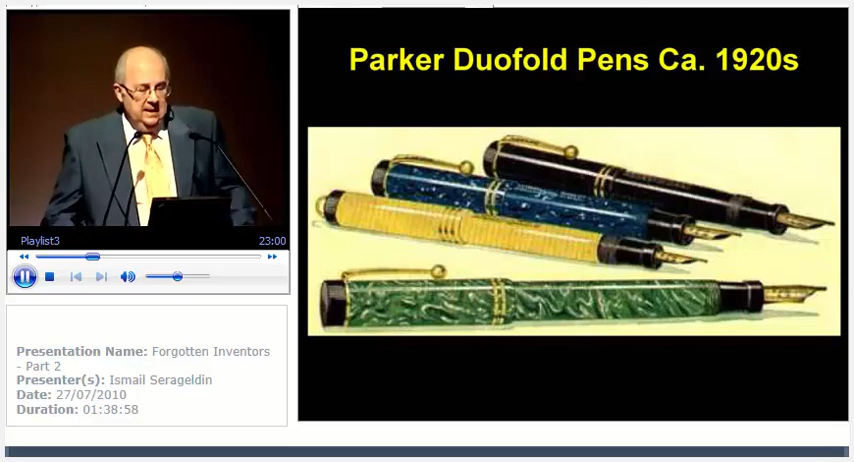 Parker Duofold Pens Ca. 1920s
Playlist3 23:00
Presentation Name: Forgotten Inventors
- Part 2
Presenter(s): Ismail Serageldin
Date: 27/07/2010
Duration: 01:38:58